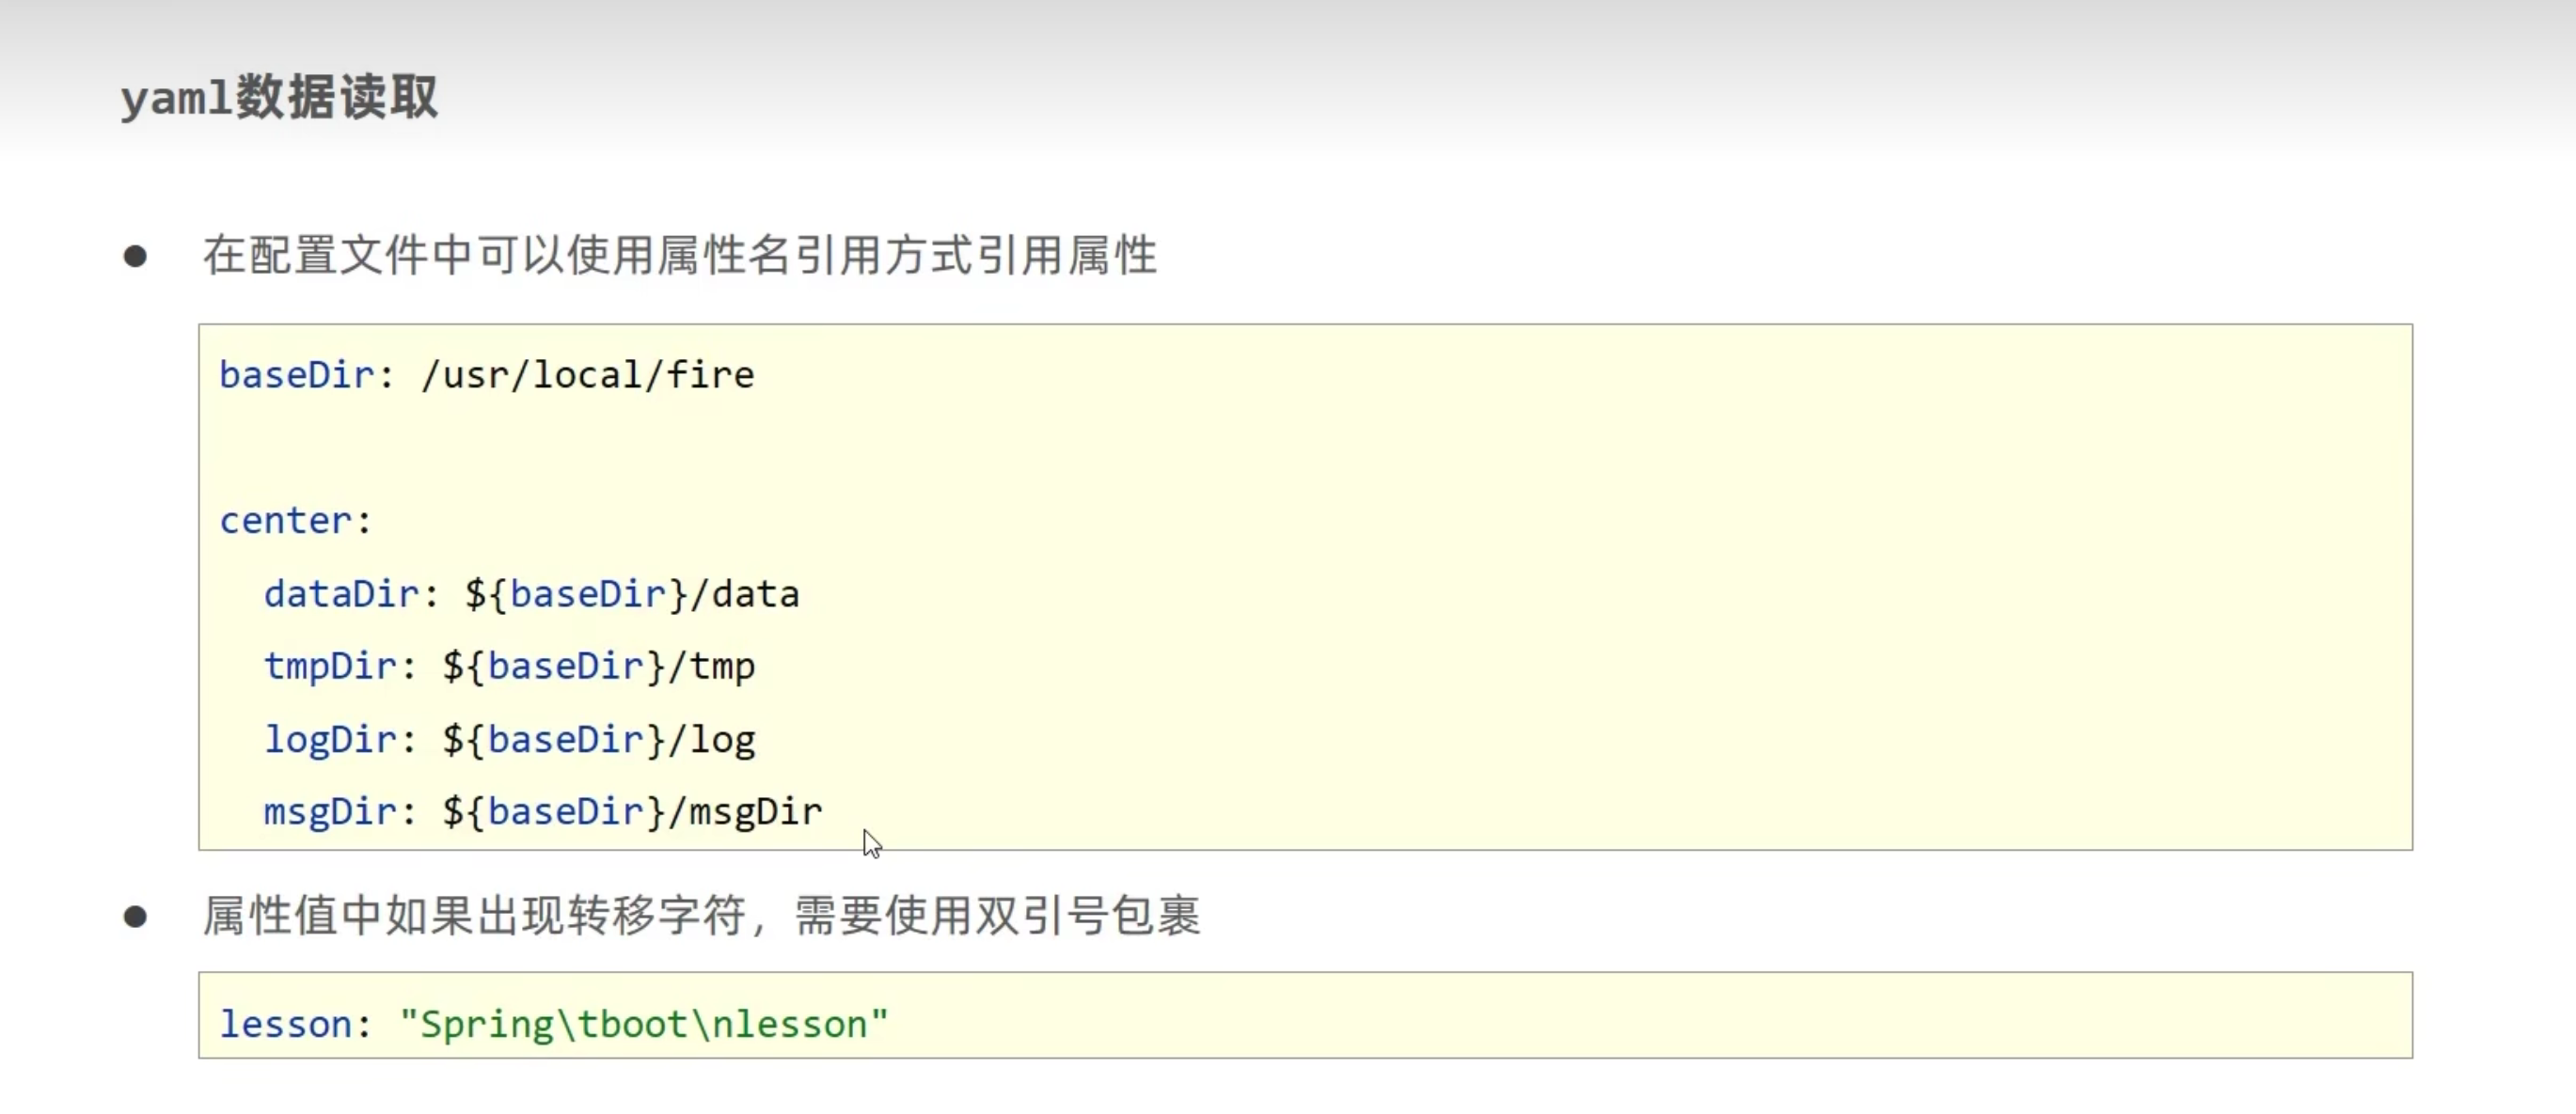 yaml数据读取
● 在配置文件中可以使用属性名引用方式引用属性
baseDir: /usr/local/fire
center:
  dataDir: ${baseDir}/data
  tmpDir: ${baseDir}/tmp
  logDir: ${baseDir}/log
  msgDir: ${baseDir}/msgDir
● 属性值中如果出现转移字符，需要使用双引号包裹
lesson: "Spring\tboot\nlesson"